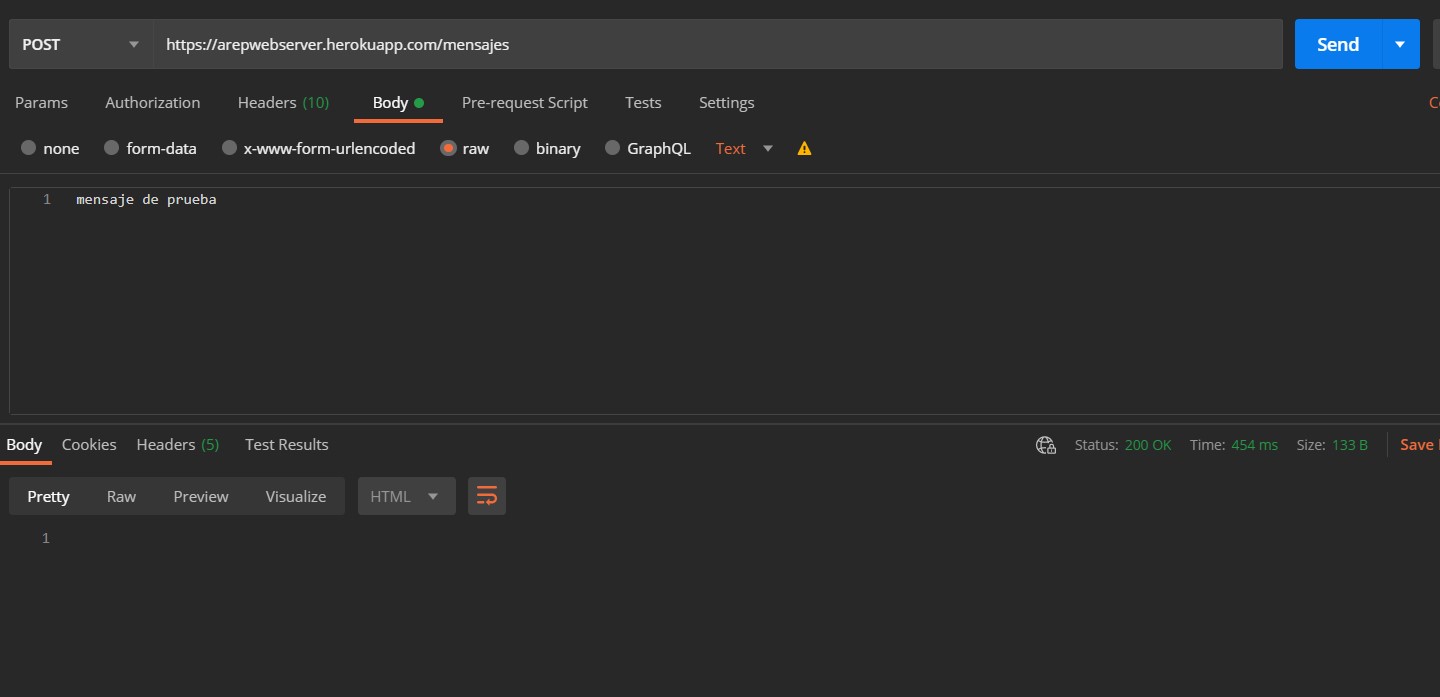 POST https://arepwebserver.herokuapp.com/mensajes Send
Params Authorization Headers (10) Body Pre-request Script Tests Settings
none form-data x-www-form-urlencoded raw binary GraphQL Text
1 mensaje de prueba
Body Cookies Headers (5) Test Results Status: 200 OK Time: 454 ms Size: 133 B Save
Pretty Raw Preview Visualize HTML
1